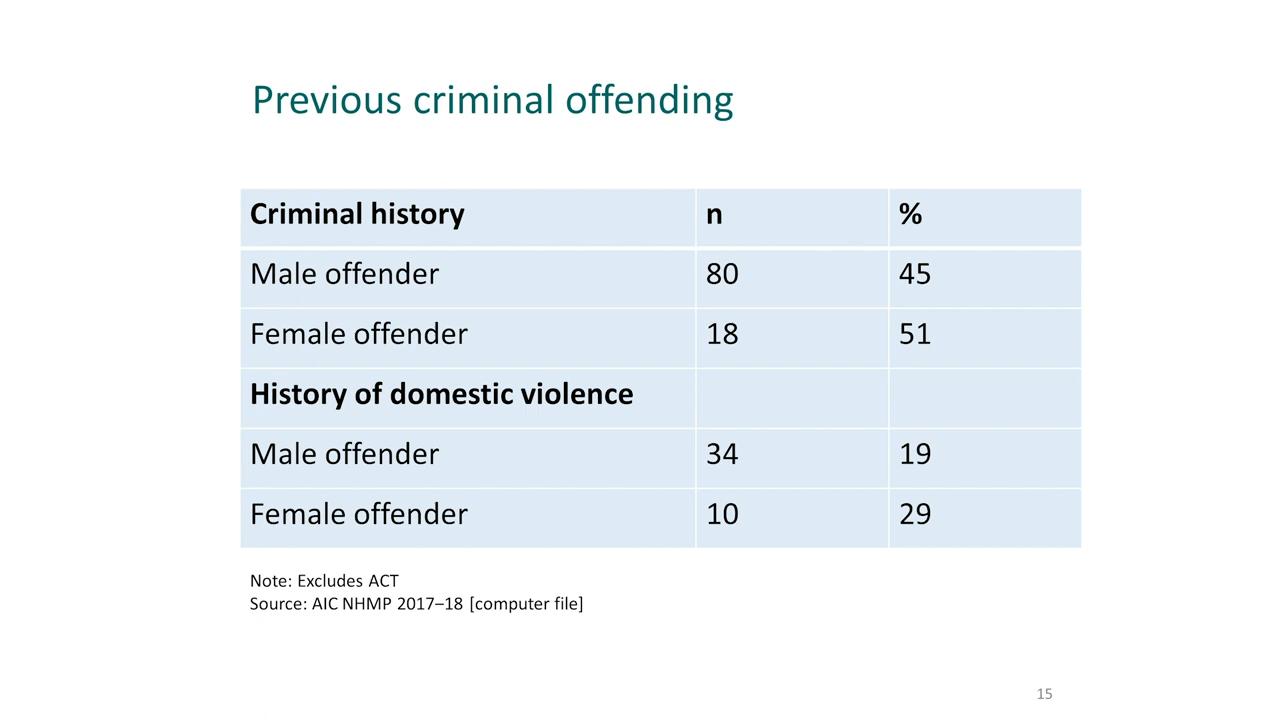 Previous criminal offending
Criminal history n %
Male offender 80 45
Female offender 18 51
History of domestic violence
Male offender 34 19
Female offender 10 29
Note: Excludes ACT
Source: AIC NHMP 2017–18 [computer file]
15